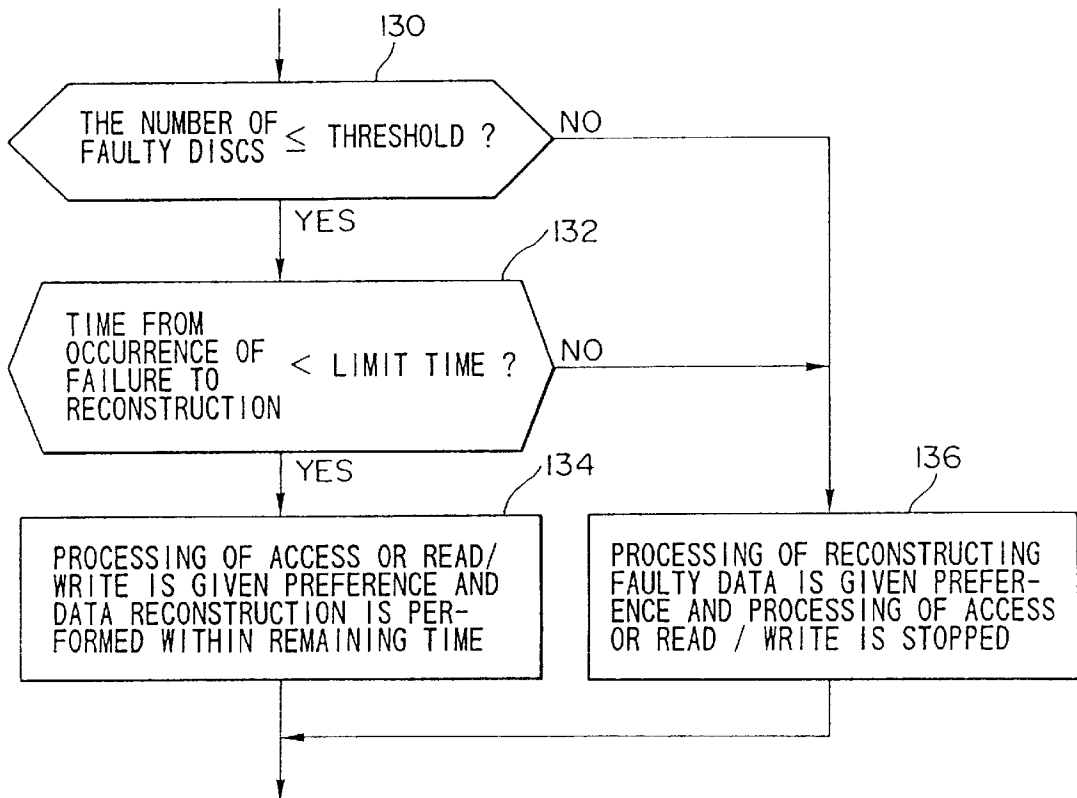 130
THE NUMBER OF
FAULTY DISCS ≤ THRESHOLD ?
NO
YES
132
TIME FROM
OCCURRENCE OF
FAILURE TO
RECONSTRUCTION
< LIMIT TIME ?
NO
YES
134
PROCESSING OF ACCESS OR READ/
WRITE IS GIVEN PREFERENCE AND
DATA RECONSTRUCTION IS PER-
FORMED WITHIN REMAINING TIME
136
PROCESSING OF RECONSTRUCTING
FAULTY DATA IS GIVEN PREFER-
ENCE AND PROCESSING OF ACCESS
OR READ / WRITE IS STOPPED